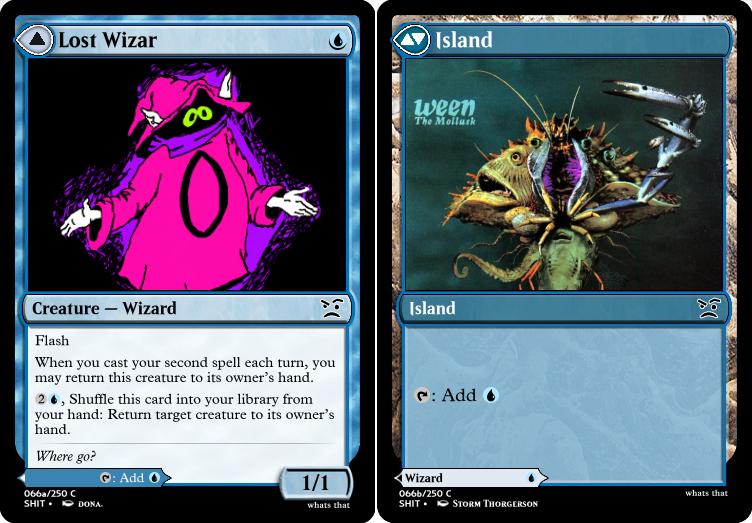 Lost Wizar
Creature — Wizard
Flash
When you cast your second spell each turn, you
may return this creature to its owner's hand.
2, Shuffle this card into your library from
your hand: Return target creature to its owner's
hand.
Where go?
: Add
1/1
066a/250 C
SHIT • DONA.
whats that
Island
ween
The Mollusk
Island
: Add
Wizard
066b/250 C
SHIT • Storm Thorgerson
whats that